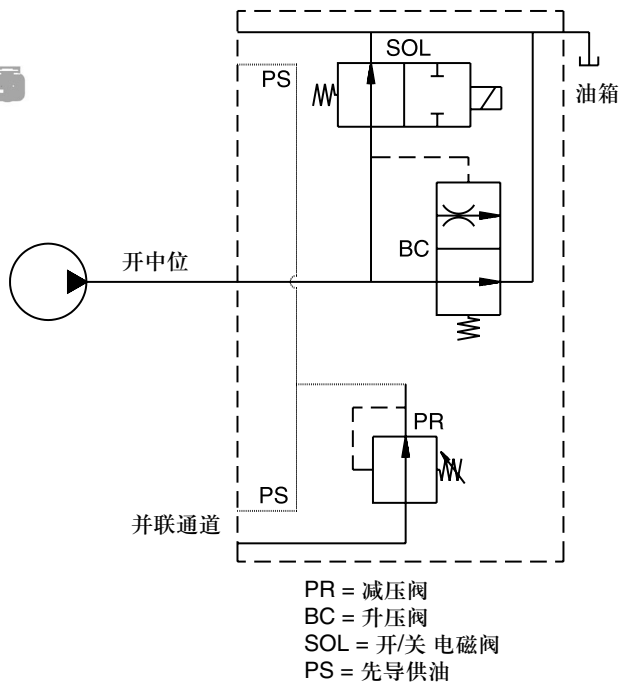 SOL
PS
油箱
BC
开中位
PR
PS
并联通道
PR = 减压阀
BC = 升压阀
SOL = 开/关 电磁阀
PS = 先导供油